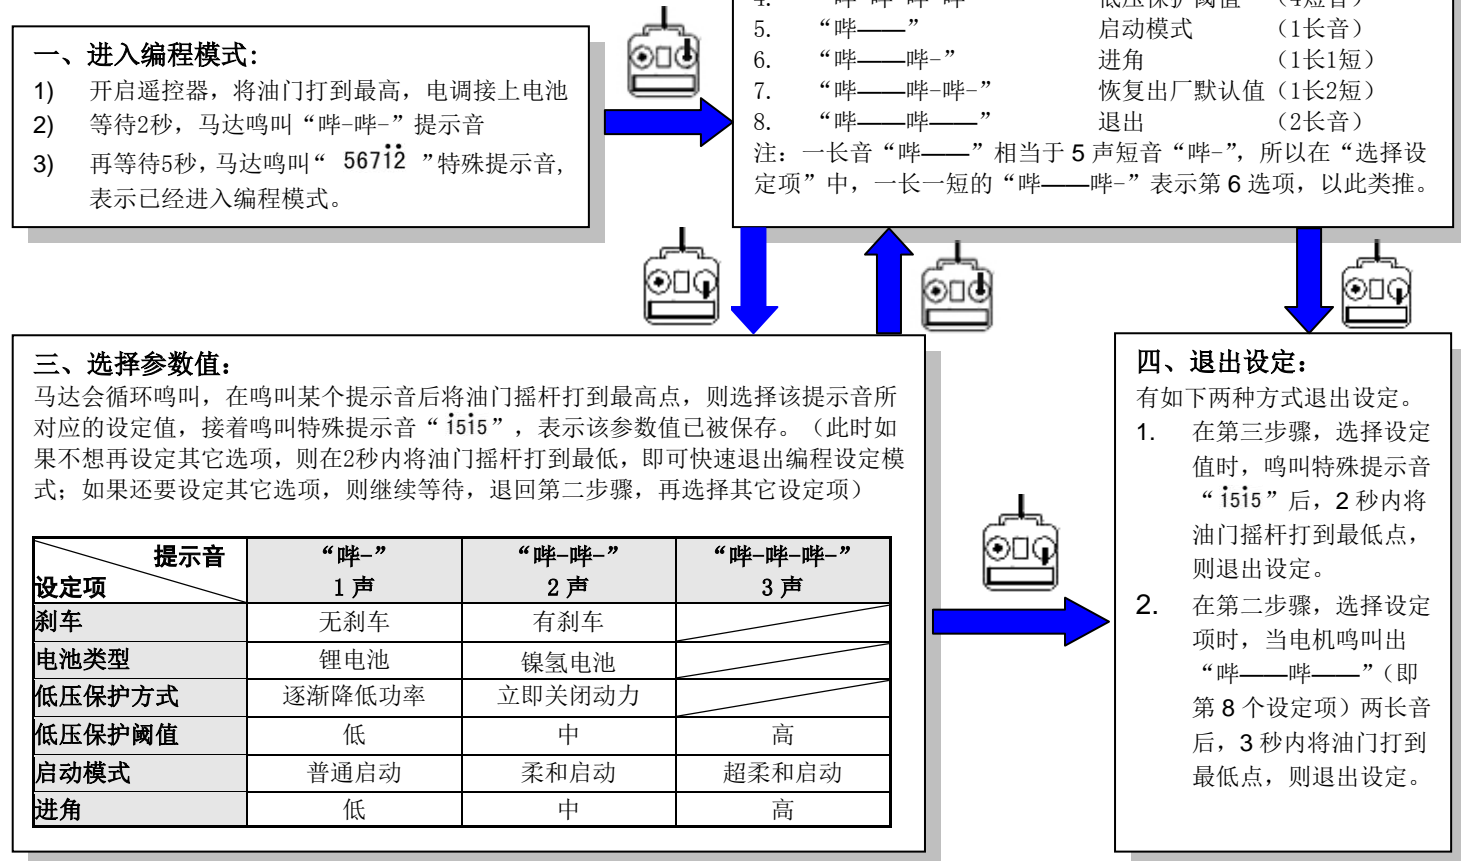 一、进入编程模式:
1) 开启遥控器，将油门打到最高，电调接上电池
2) 等待2秒，马达鸣叫“哔-哔-”提示音
3) 再等待5秒，马达鸣叫“ 567i̇2̇ ”特殊提示音，
表示已经进入编程模式。
4. “哔-哔-哔-哔-” 低压保护阈值 （4短音）
5. “哔——” 启动模式 （1长音）
6. “哔——哔-” 进角 （1长1短）
7. “哔——哔-哔-” 恢复出厂默认值（1长2短）
8. “哔——哔——” 退出 （2长音）
注：一长音“哔——”相当于 5 声短音“哔-”，所以在“选择设
定项”中，一长一短的“哔——哔-”表示第 6 选项，以此类推。
三、选择参数值：
马达会循环鸣叫，在鸣叫某个提示音后将油门摇杆打到最高点，则选择该提示音所
对应的设定值，接着鸣叫特殊提示音“ i̇5i5”，表示该参数值已被保存。（此时如
果不想再设定其它选项，则在2秒内将油门摇杆打到最低，即可快速退出编程设定模
式；如果还要设定其它选项，则继续等待，退回第二步骤，再选择其它设定项）
提示音
设定项
“哔-”
1 声
“哔-哔-”
2 声
“哔-哔-哔-”
3 声
刹车 无刹车 有刹车
电池类型 锂电池 镍氢电池
低压保护方式 逐渐降低功率 立即关闭动力
低压保护阈值 低 中 高
启动模式 普通启动 柔和启动 超柔和启动
进角 低 中 高
四、退出设定：
有如下两种方式退出设定。
1. 在第三步骤，选择设定
值时，鸣叫特殊提示音
“ i̇5i5”后，2 秒内将
油门摇杆打到最低点，
则退出设定。
2. 在第二步骤，选择设定
项时，当电机鸣叫出
“哔——哔——”（即
第 8 个设定项）两长音
后，3 秒内将油门打到
最低点，则退出设定。